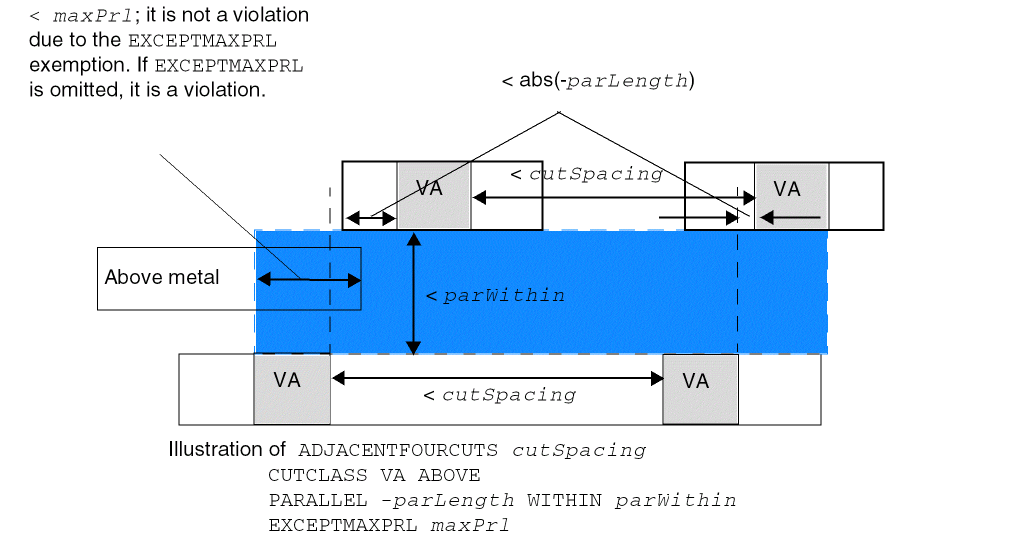 < maxPrl; it is not a violation
due to the EXCEPTMAXPRL
exemption. If EXCEPTMAXPRL
is omitted, it is a violation.
< abs(-parLength)
< cutSpacing
VA
VA
Above metal
< parWithin
VA
VA
< cutSpacing
Illustration of ADJACENTFOURCUTS cutSpacing
CUTCLASS VA ABOVE
PARALLEL -parLength WITHIN parWithin
EXCEPTMAXPRL maxPrl